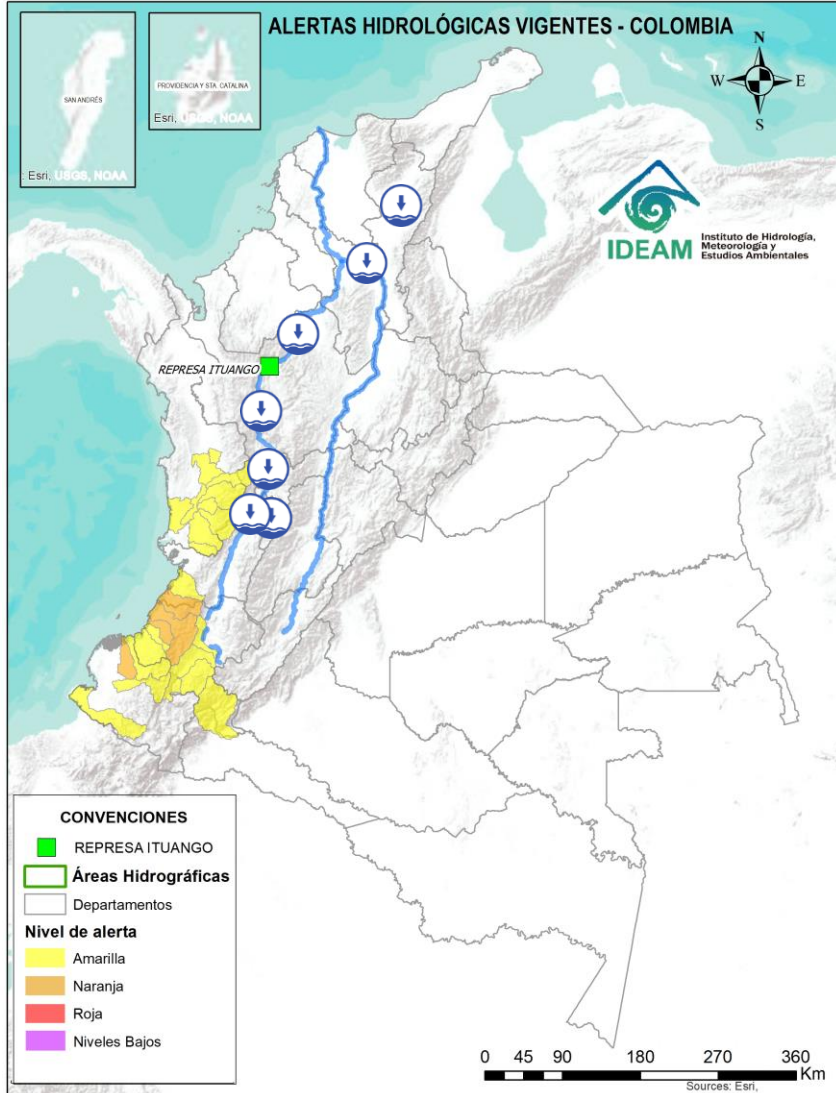 ALERTAS HIDROLÓGICAS VIGENTES - COLOMBIA
SAN ANDRÉS
: Esri, USGS, NOAA
PROVIDENCIA Y STA. CATALINA
Esri, USGS, NOAA
N
W
E
S
IDEAM
Instituto de Hidrología,
Meteorología y
Estudios Ambientales
REPRESA ITUANGO
CONVENCIONES
REPRESA ITUANGO
Áreas Hidrográficas
Departamentos
Nivel de alerta
Amarilla
Naranja
Roja
Niveles Bajos
0 45 90 180 270 360
Km
Sources: Esri,